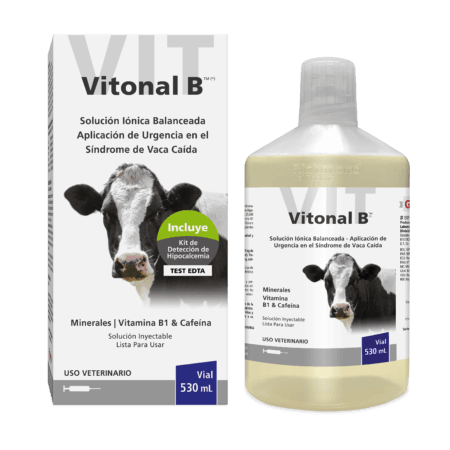 VIT
Vitonal B
Solución Iónica Balanceada
Aplicación de Urgencia en el
Síndrome de Vaca Caída
Incluye
Kit de
Detección de
Hipocalcemia
TEST EDTA
Minerales | Vitamina B1 & Cafeína
Solución Inyectable
Lista Para Usar
USO VETERINARIO
Vial
530 mL
VIT
Vitonal B
Solución Iónica Balanceada - Aplicación de
Urgencia en el Síndrome de Vaca Caída
Minerales
Vitamina
B1 & Cafeína
Solución Inyectable
Lista Para Usar
USO VETERINARIO
Vial
530 mL